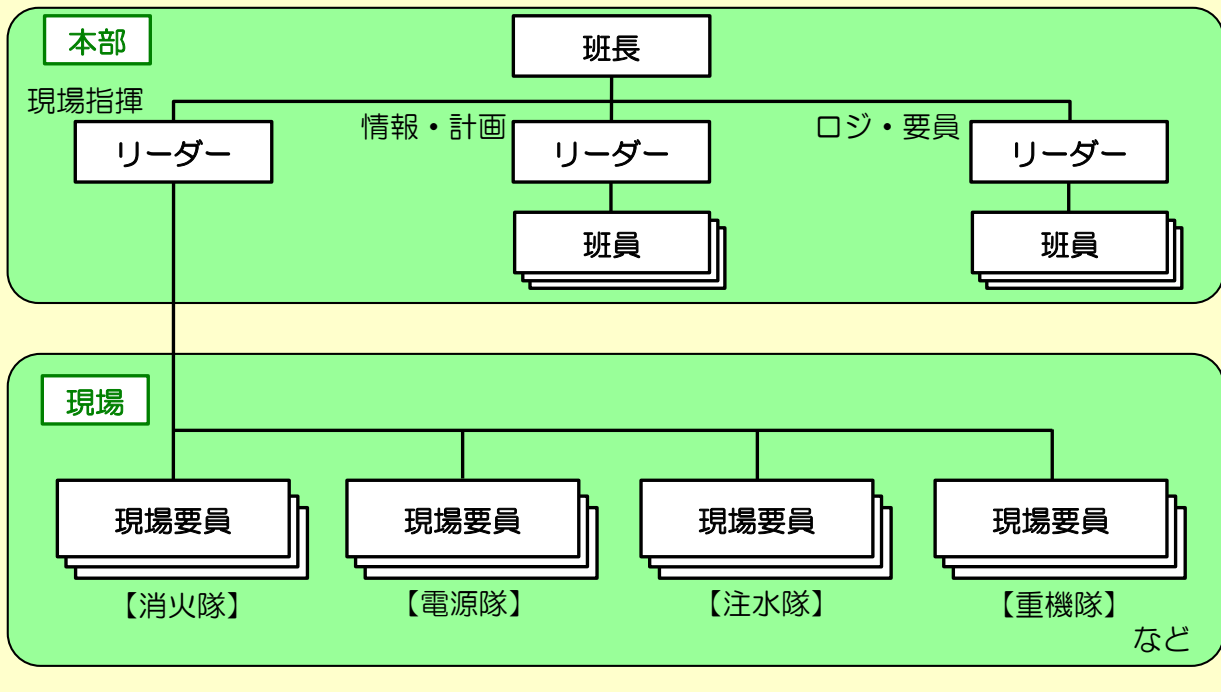 本部
班長
現場指揮
リーダー
情報・計画
リーダー
班員
ロジ・要員
リーダー
班員
現場
現場要員
【消火隊】
現場要員
【電源隊】
現場要員
【注水隊】
現場要員
【重機隊】
など